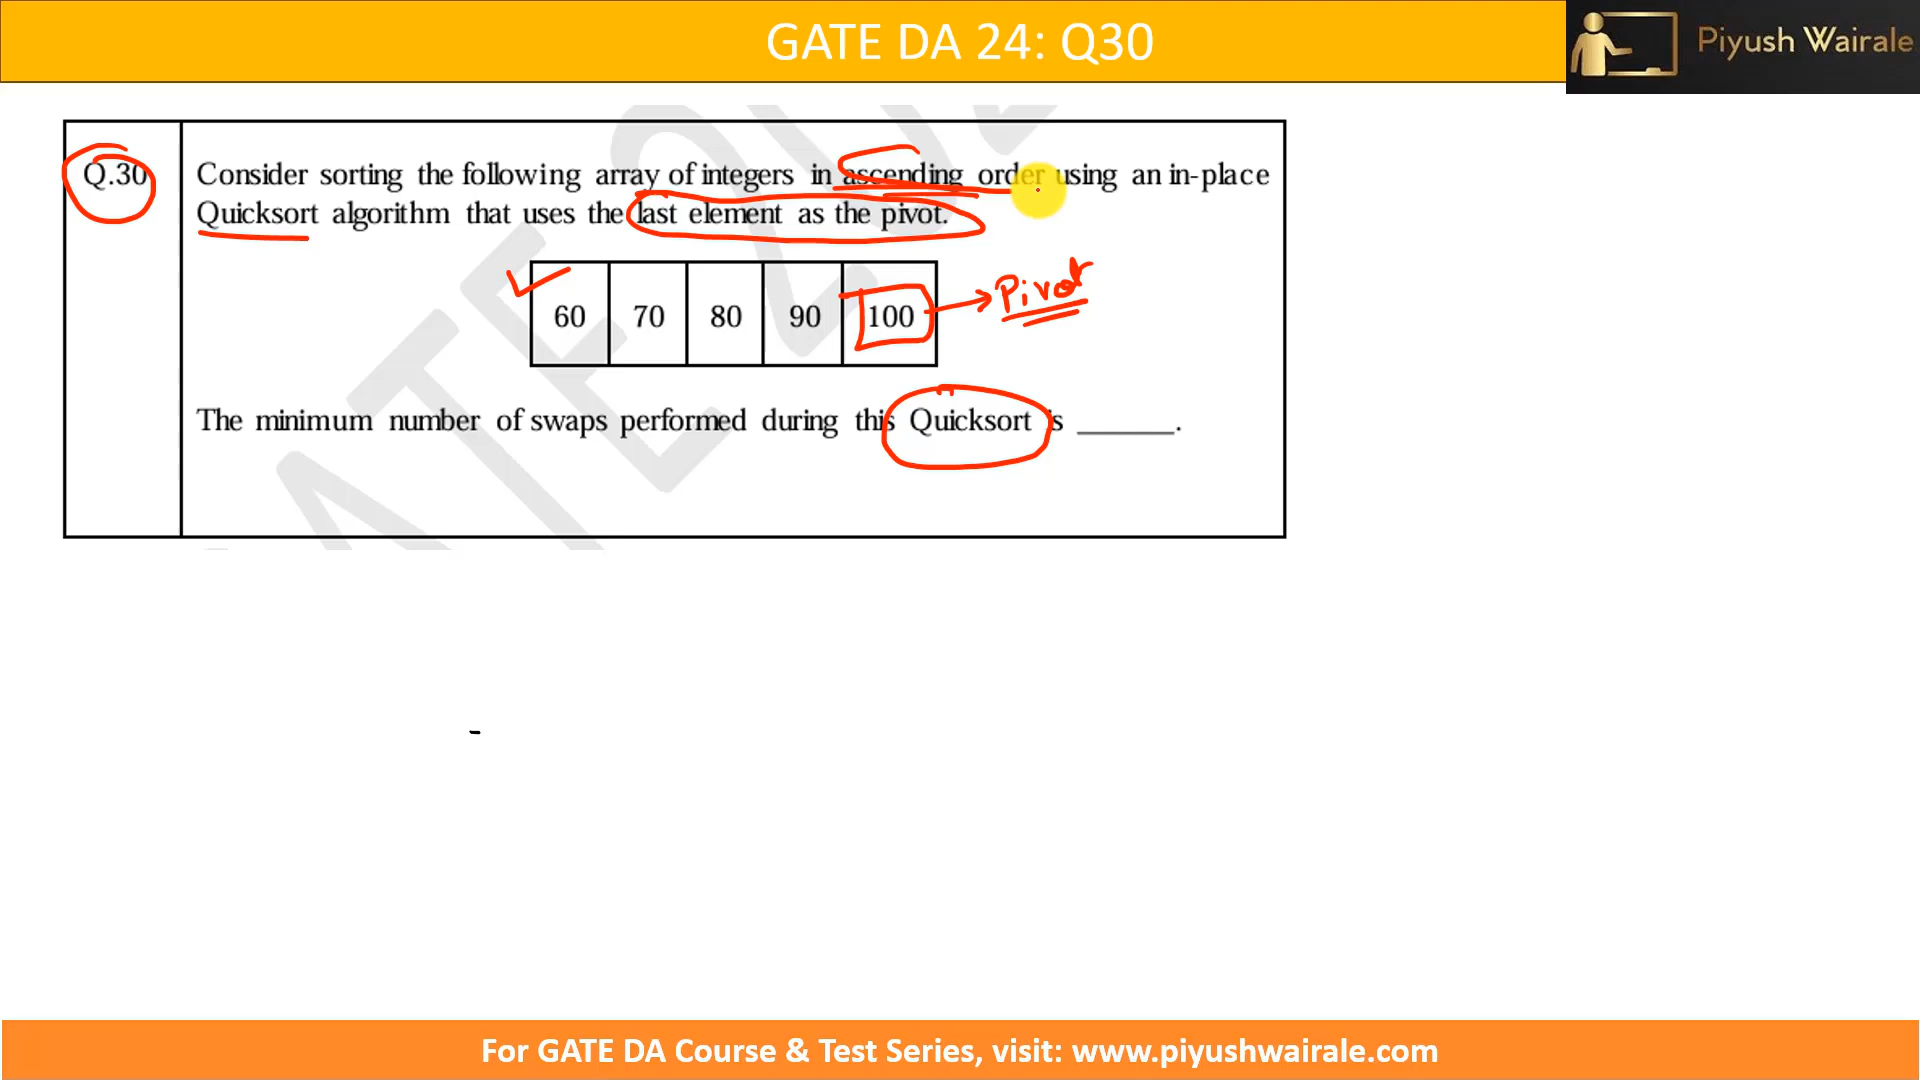 GATE DA 24: Q30
Piyush Wairale
Q.30
Consider sorting the following array of integers in ascending order using an in-place
Quicksort algorithm that uses the last element as the pivot.
60 70 80 90 100
Pivot
The minimum number of swaps performed during this Quicksort is ______.
For GATE DA Course & Test Series, visit: www.piyushwairale.com